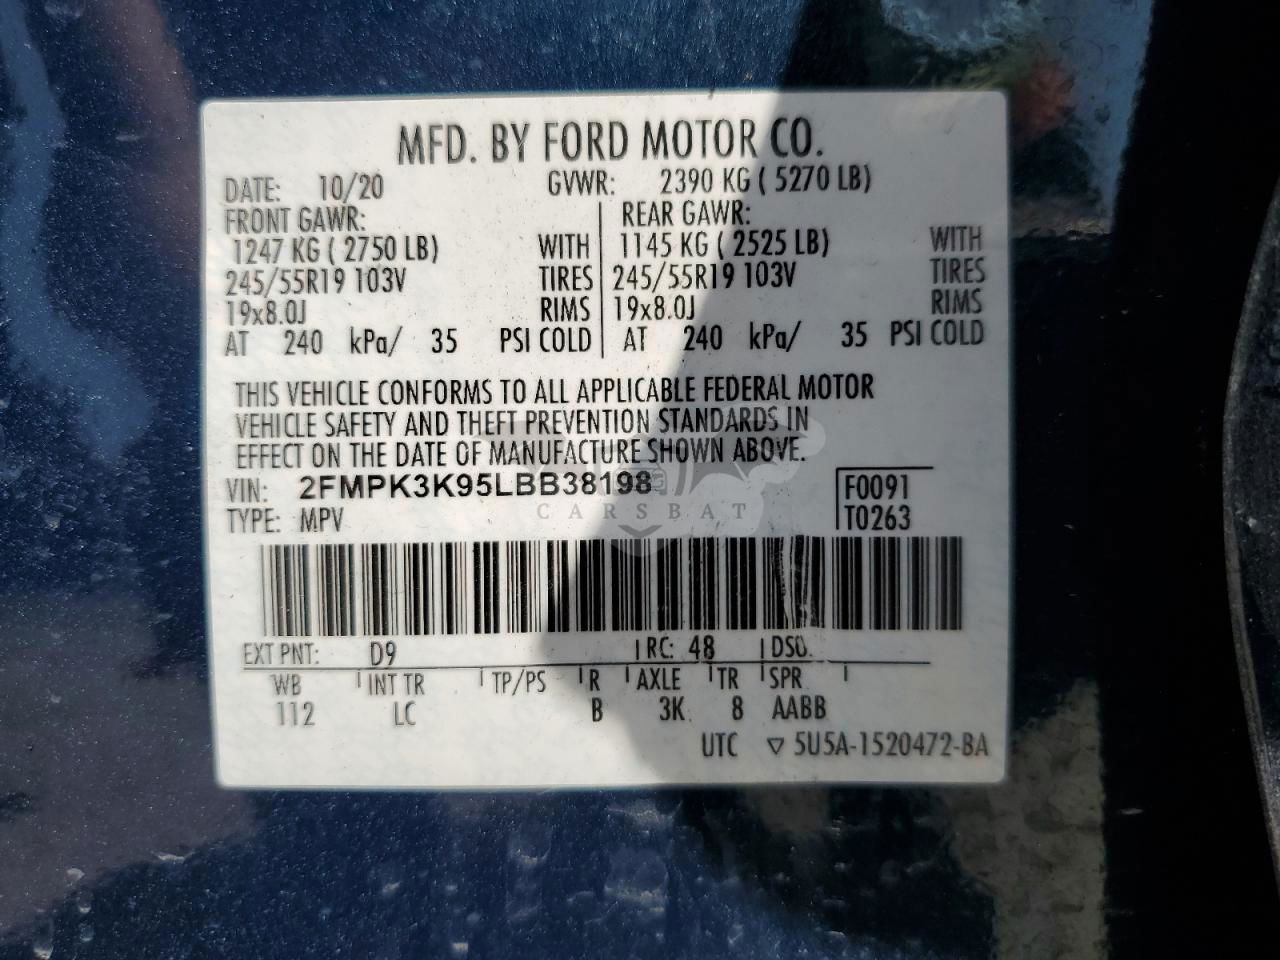 MFD. BY FORD MOTOR CO.
DATE: 10/20 GVWR: 2390 KG ( 5270 LB)
FRONT GAWR: REAR GAWR:
1247 KG ( 2750 LB) WITH 1145 KG ( 2525 LB) WITH
245/55R19 103V TIRES 245/55R19 103V TIRES
19x8.0J RIMS 19x8.0J RIMS
AT 240 kPa/ 35 PSI COLD AT 240 kPa/ 35 PSI COLD
THIS VEHICLE CONFORMS TO ALL APPLICABLE FEDERAL MOTOR
VEHICLE SAFETY AND THEFT PREVENTION STANDARDS IN
EFFECT ON THE DATE OF MANUFACTURE SHOWN ABOVE.
VIN: 2FMPK3K95LBB38198 F0091
CARSBAT
TYPE: MPV T0263
EXT PNT: D9 RC: 48 DSO:
WB INT TR TP/PS R AXLE TR SPR
112 LC B 3K 8 AABB
UTC ▽ 5U5A-1520472-BA